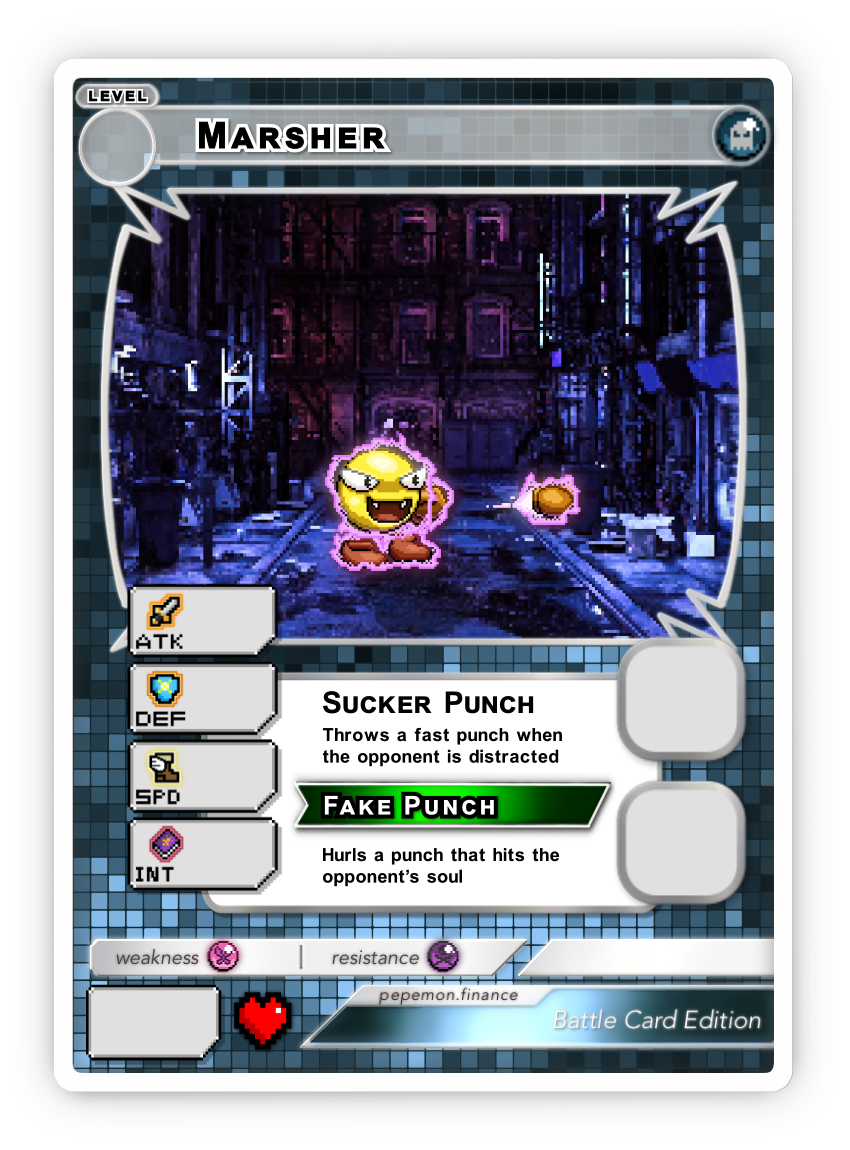 LEVEL
MARSHER
ATK
DEF
SPD
INT
SUCKER PUNCH
Throws a fast punch when
the opponent is distracted
FAKE PUNCH
Hurls a punch that hits the
opponent's soul
weakness | resistance
pepemon.finance
Battle Card Edition